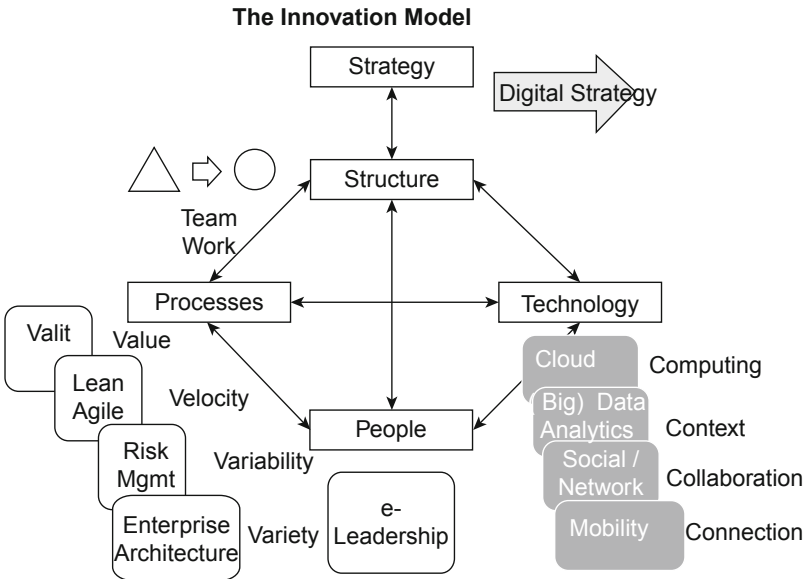 The Innovation Model
Strategy
Digital Strategy
Structure
Team
Work
Processes
Technology
Valit
Value
Lean
Agile
Velocity
Risk
Mgmt
Variability
Enterprise
Architecture
Variety
People
e-
Leadership
Cloud
Computing
Big) Data
Analytics
Context
Social /
Network
Collaboration
Mobility
Connection